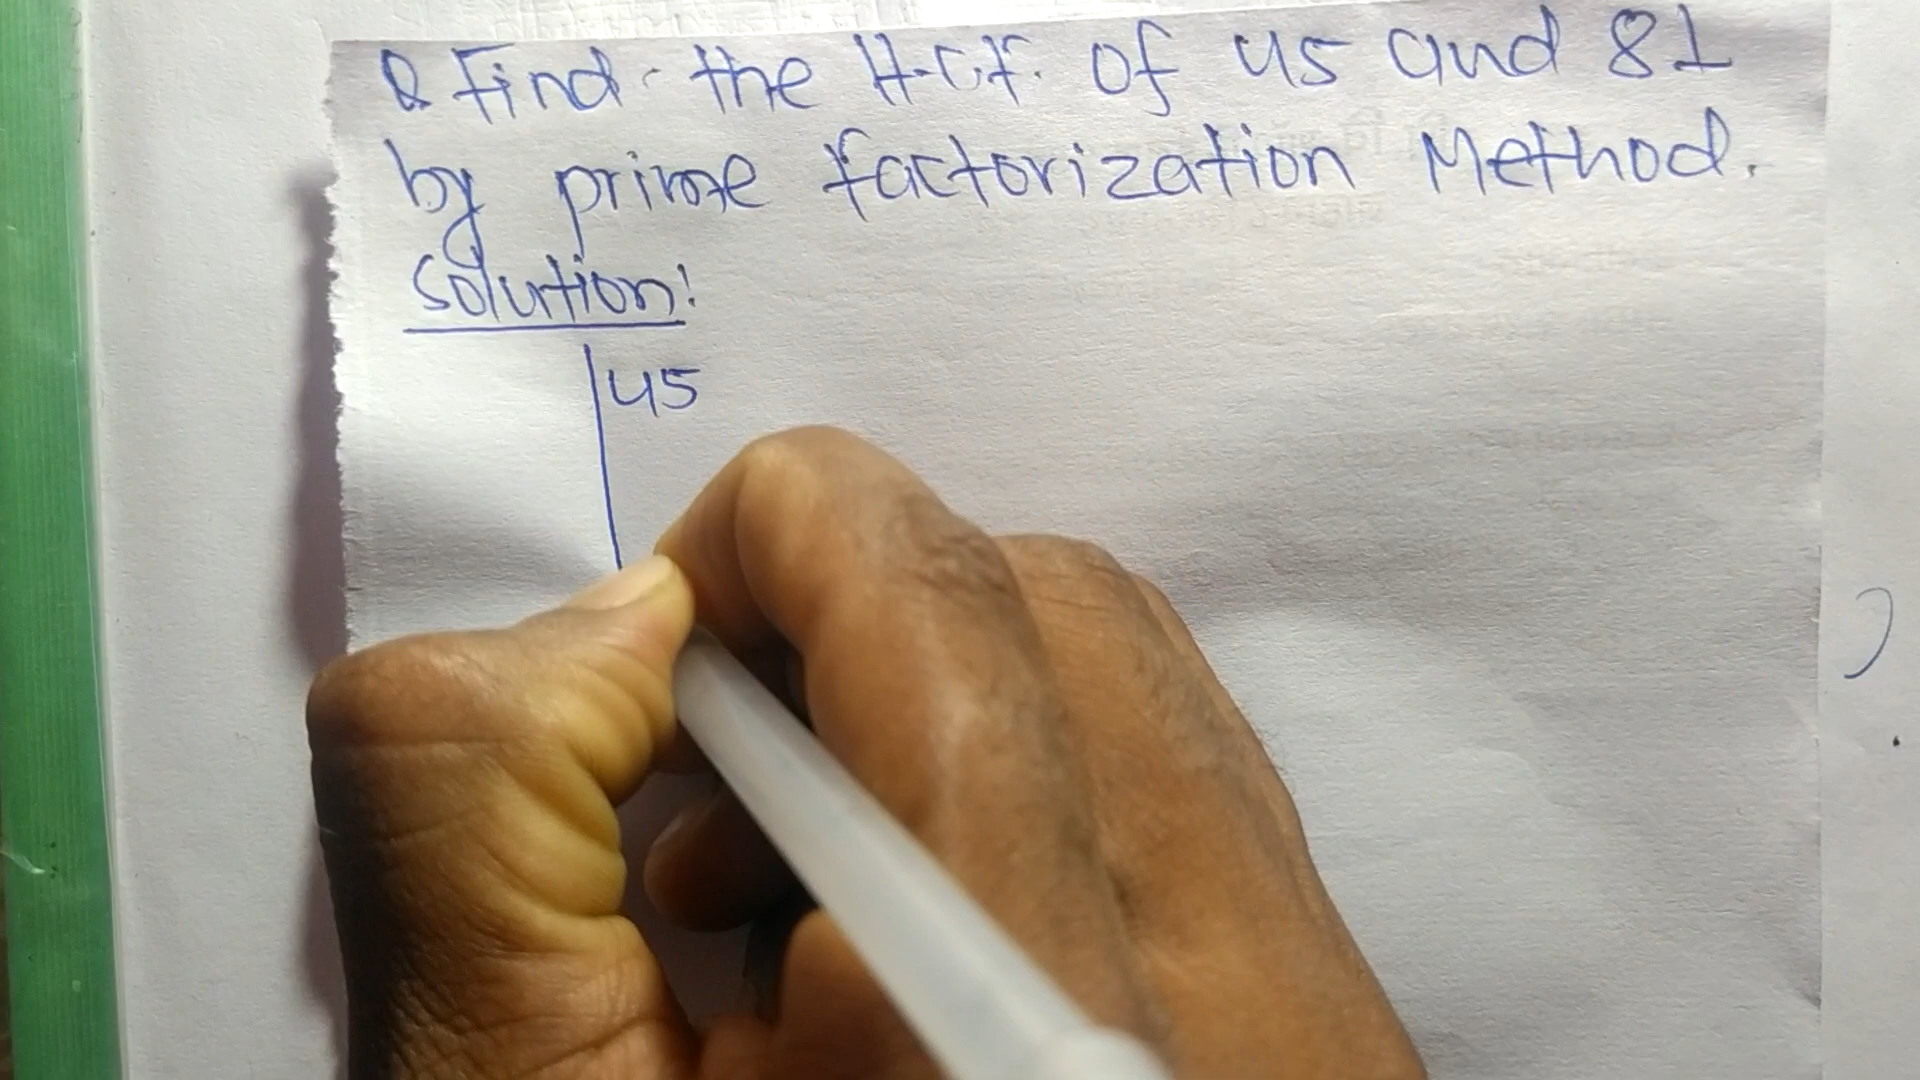 Q Find the H.C.F. of 45 and 81
by prime factorization Method.
Solution:
45